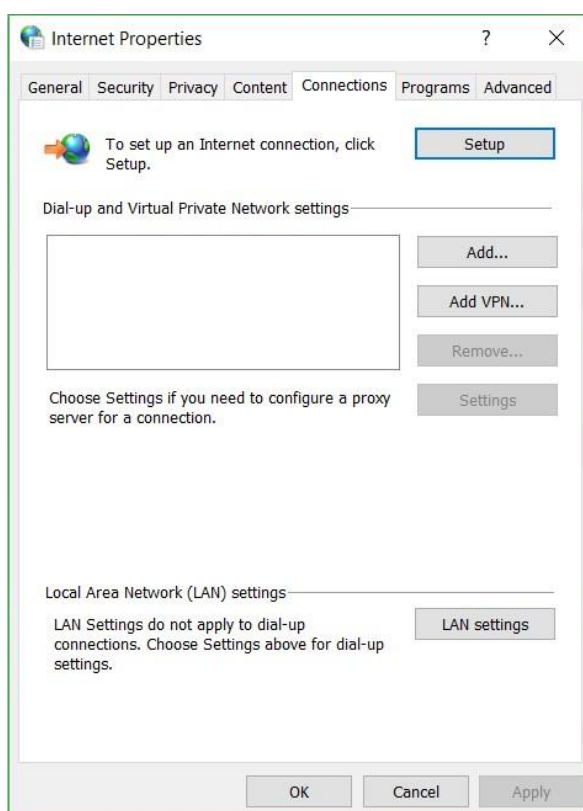 Internet Properties
?
General Security Privacy Content Connections Programs Advanced
To set up an Internet connection, click
Setup.
Setup
Dial-up and Virtual Private Network settings
Add...
Add VPN...
Remove...
Choose Settings if you need to configure a proxy
server for a connection.
Settings
Local Area Network (LAN) settings
LAN Settings do not apply to dial-up
connections. Choose Settings above for dial-up
settings.
LAN settings
OK Cancel Apply